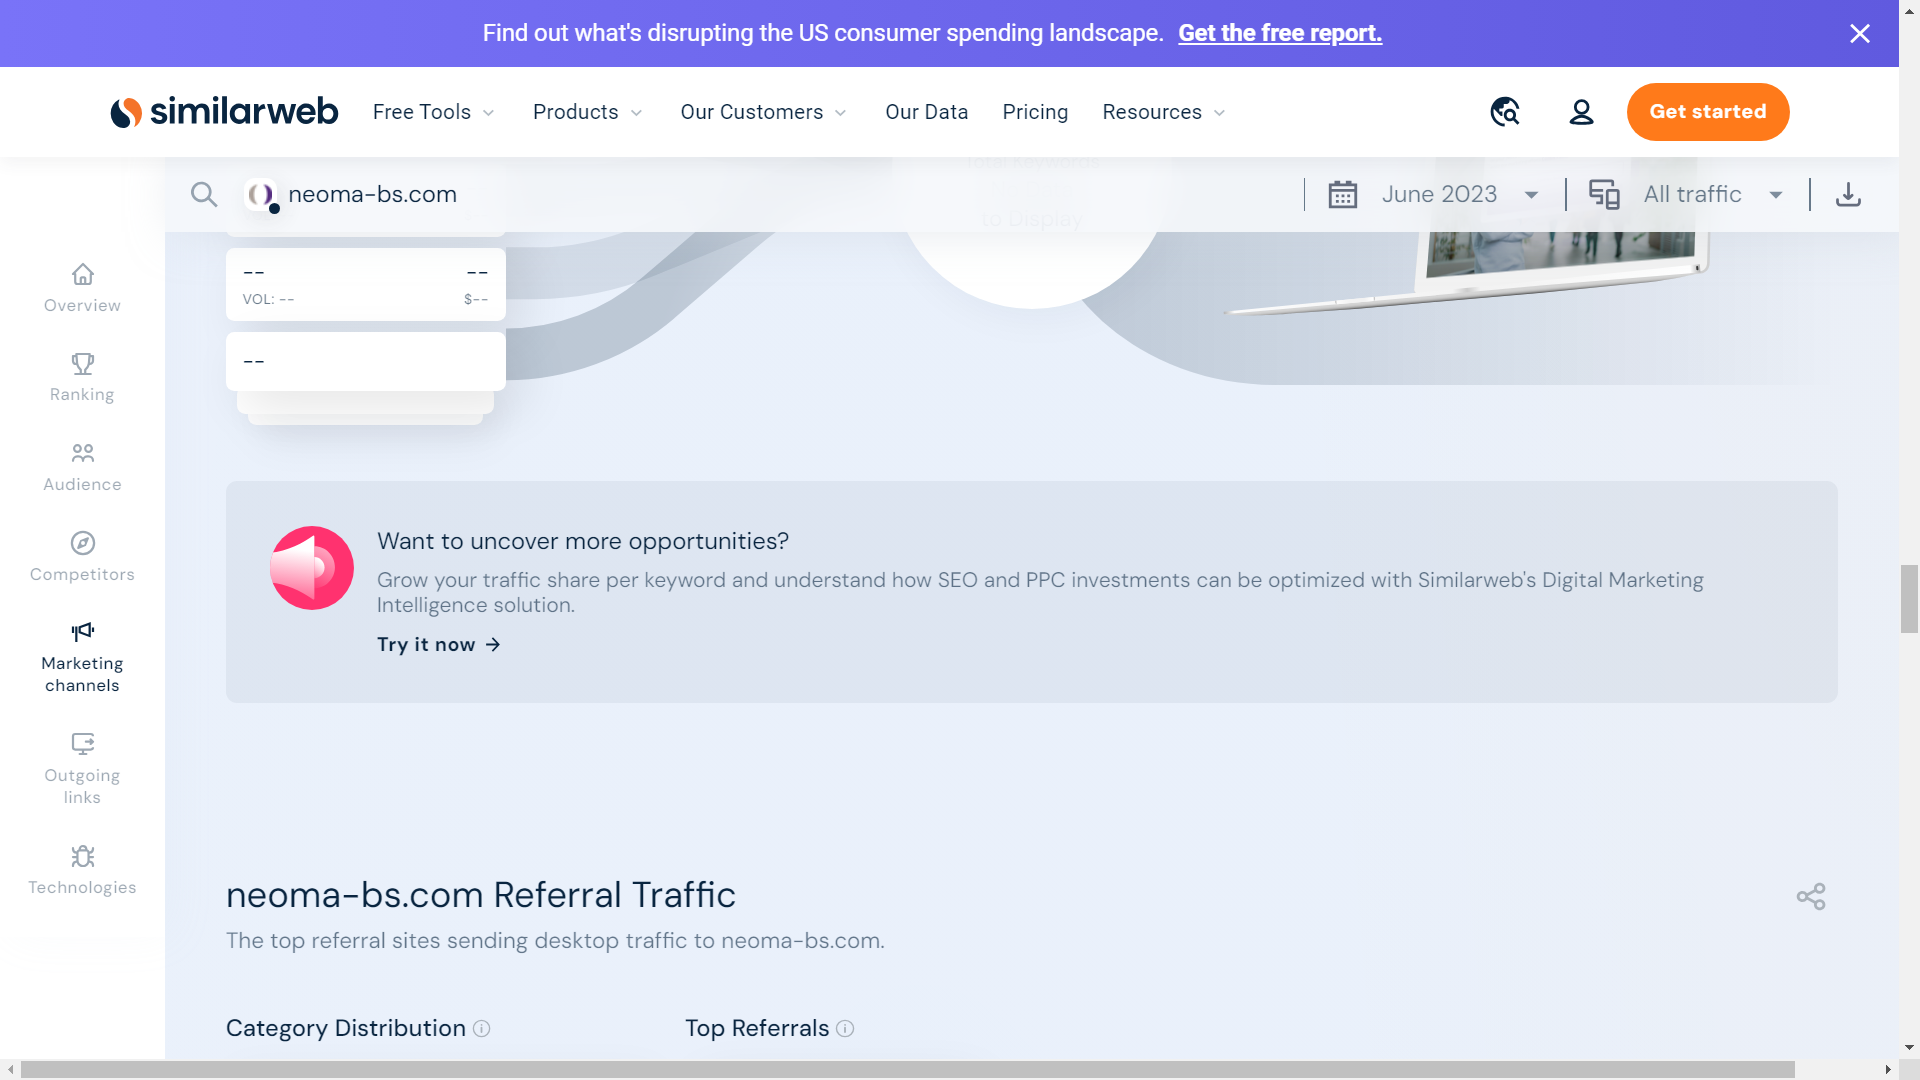 Find out what's disrupting the US consumer spending landscape. Get the free report.
similarweb Free Tools Products Our Customers Our Data Pricing Resources Get started
Total Keywords
neoma-bs.com June 2023 All traffic
to Display
-- --
VOL: -- $--
--
Overview
Ranking
Audience
Competitors
Marketing
channels
Outgoing
links
Technologies
Want to uncover more opportunities?
Grow your traffic share per keyword and understand how SEO and PPC investments can be optimized with Similarweb's Digital Marketing
Intelligence solution.
Try it now →
neoma-bs.com Referral Traffic
The top referral sites sending desktop traffic to neoma-bs.com.
Category Distribution
Top Referrals